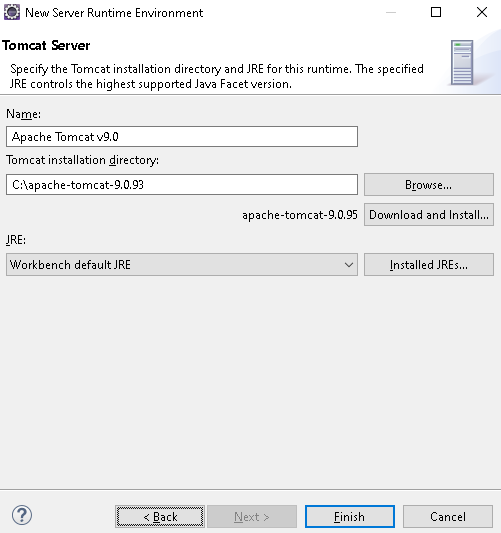 New Server Runtime Environment
Tomcat Server
Specify the Tomcat installation directory and JRE for this runtime. The specified
JRE controls the highest supported Java Facet version.
Name:
Apache Tomcat v9.0
Tomcat installation directory:
C:\apache-tomcat-9.0.93
Browse...
apache-tomcat-9.0.95
Download and Install...
JRE:
Workbench default JRE
Installed JREs...
?
< Back
Next >
Finish
Cancel